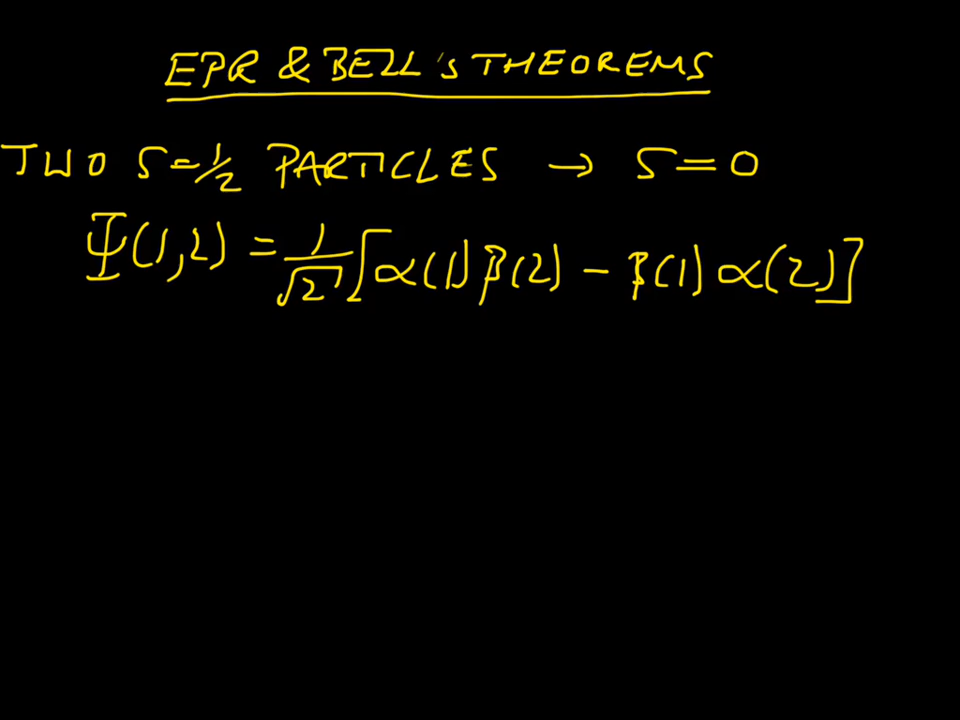 EPR & BELL'S THEOREMS
TWO S=1/2 PARTICLES → S=0
Ψ(1,2) = 1/√2 [α(1)β(2) − β(1)α(2)]